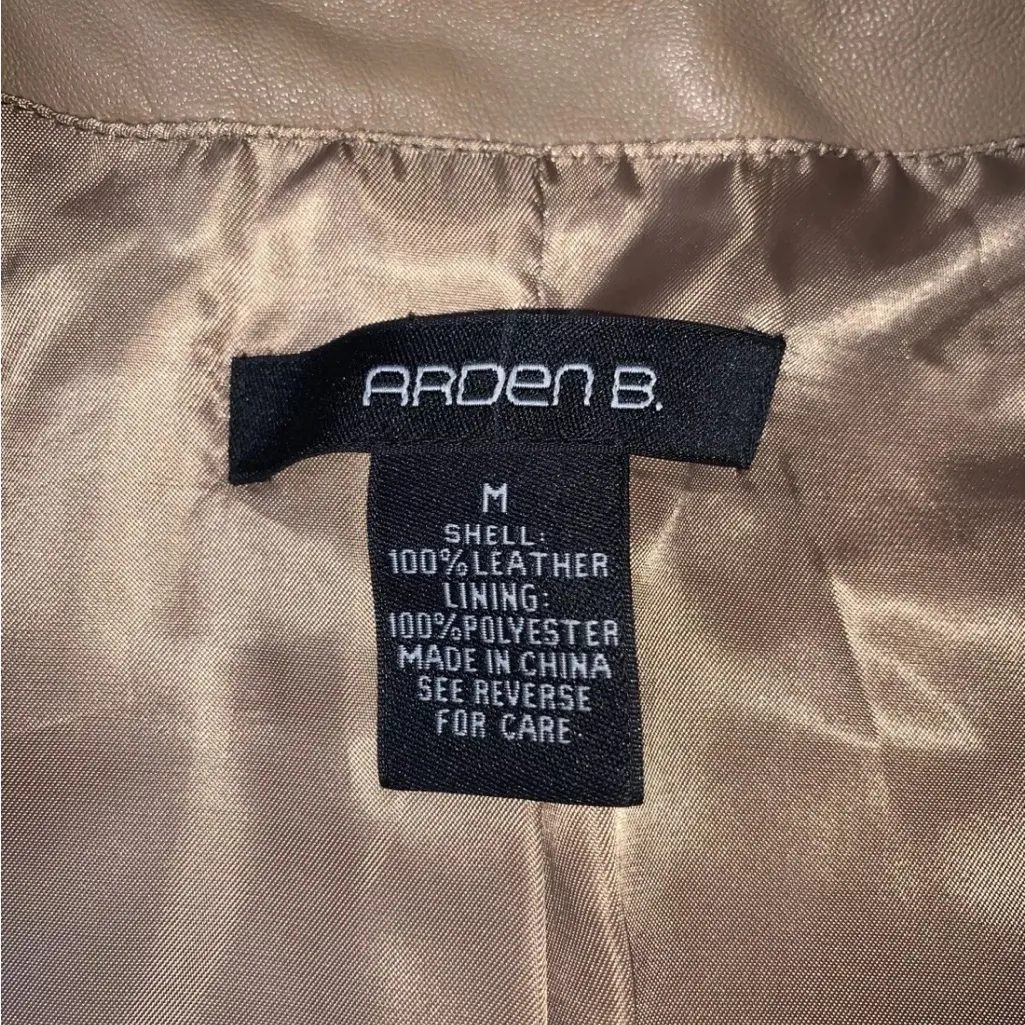 ARDen B.
M
SHELL:
100% LEATHER
LINING:
100% POLYESTER
MADE IN CHINA
SEE REVERSE
FOR CARE